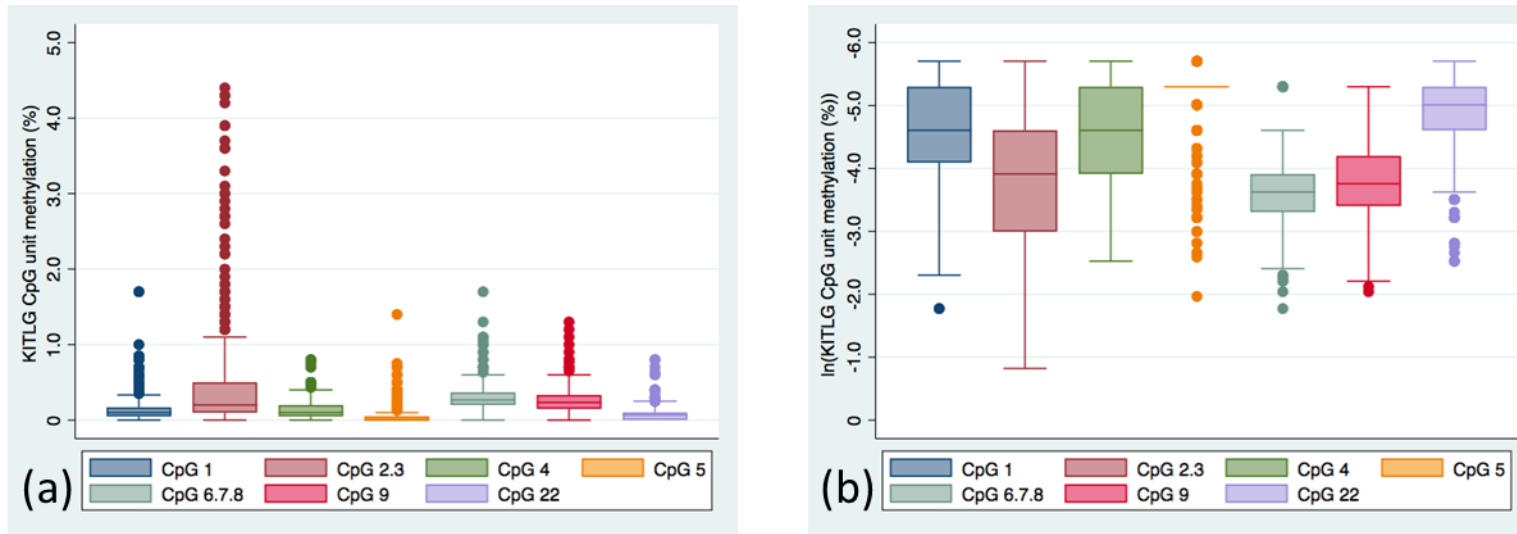 KITLG CpG unit methylation (%)
5.0
4.0
3.0
2.0
1.0
0
CpG 1 CpG 2.3 CpG 4 CpG 5
CpG 6.7.8 CpG 9 CpG 22
(a)
ln(KITLG CpG unit methylation (%))
-6.0
-5.0
-4.0
-3.0
-2.0
-1.0
0
CpG 1 CpG 2.3 CpG 4 CpG 5
CpG 6.7.8 CpG 9 CpG 22
(b)